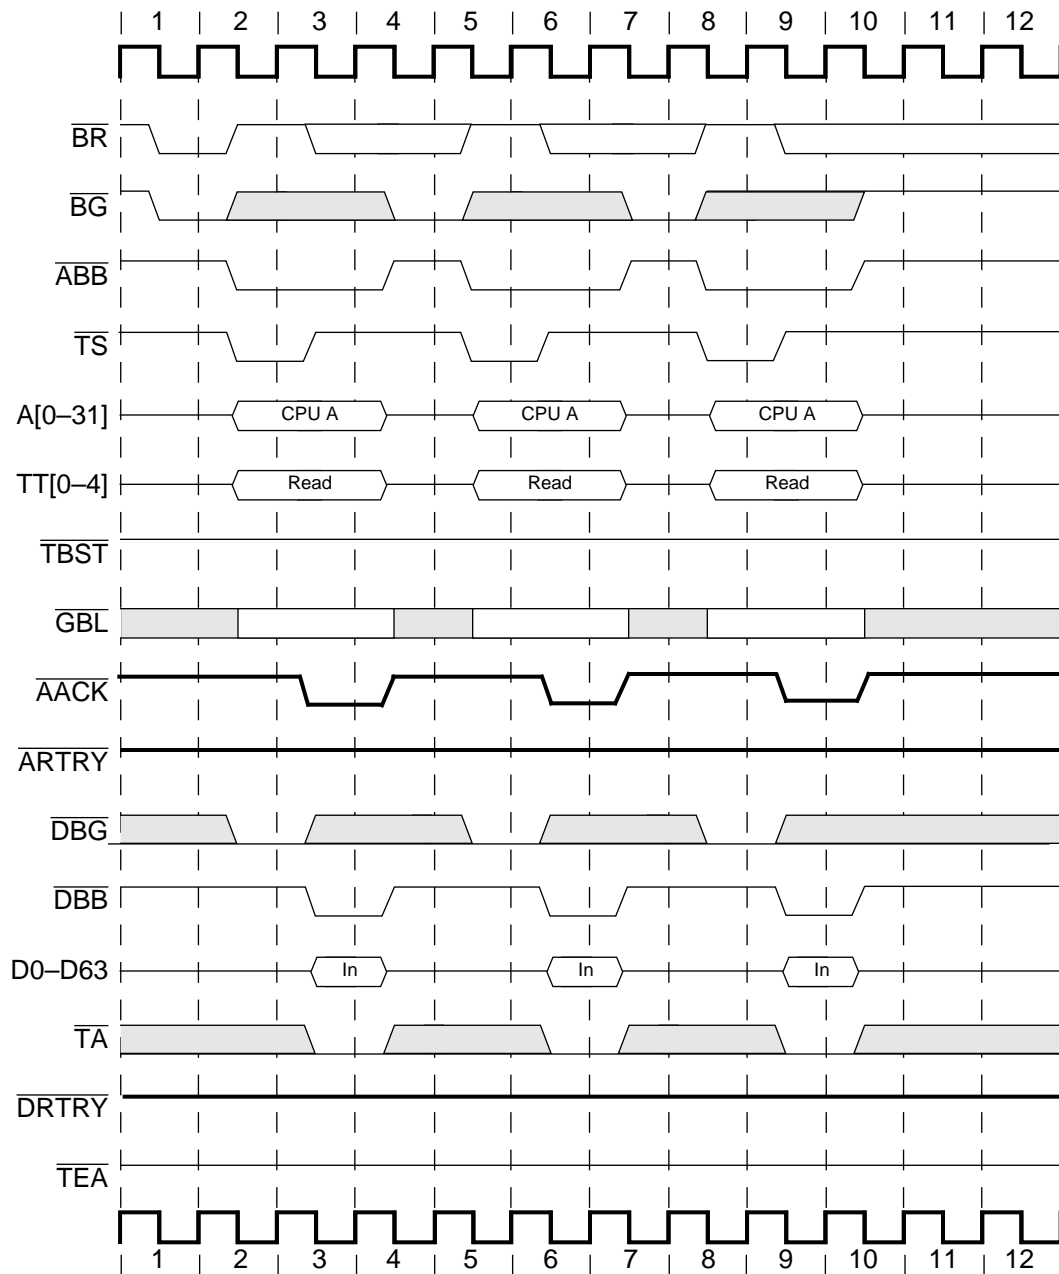 1 2 3 4 5 6 7 8 9 10 11 12
BR
BG
ABB
TS
A[0–31] CPU A CPU A CPU A
TT[0–4] Read Read Read
TBST
GBL
AACK
ARTRY
DBG
DBB
D0–D63 In In In
TA
DRTRY
TEA
1 2 3 4 5 6 7 8 9 10 11 12